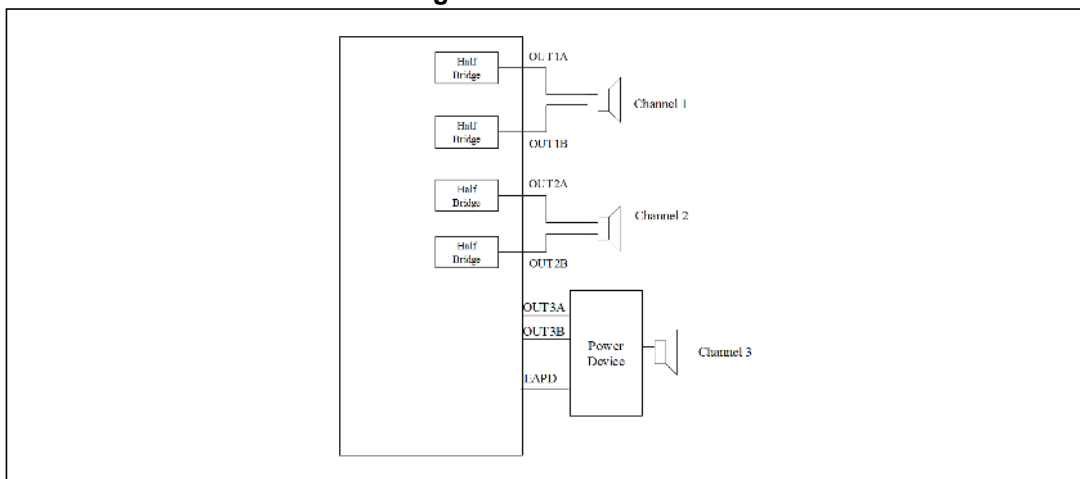 Half
Bridge
OUT1A
Channel 1
Half
Bridge
OUT1B
Half
Bridge
OUT2A
Channel 2
Half
Bridge
OUT2B
OUT3A
OUT3B
Power
Device
Channel 3
EAPD